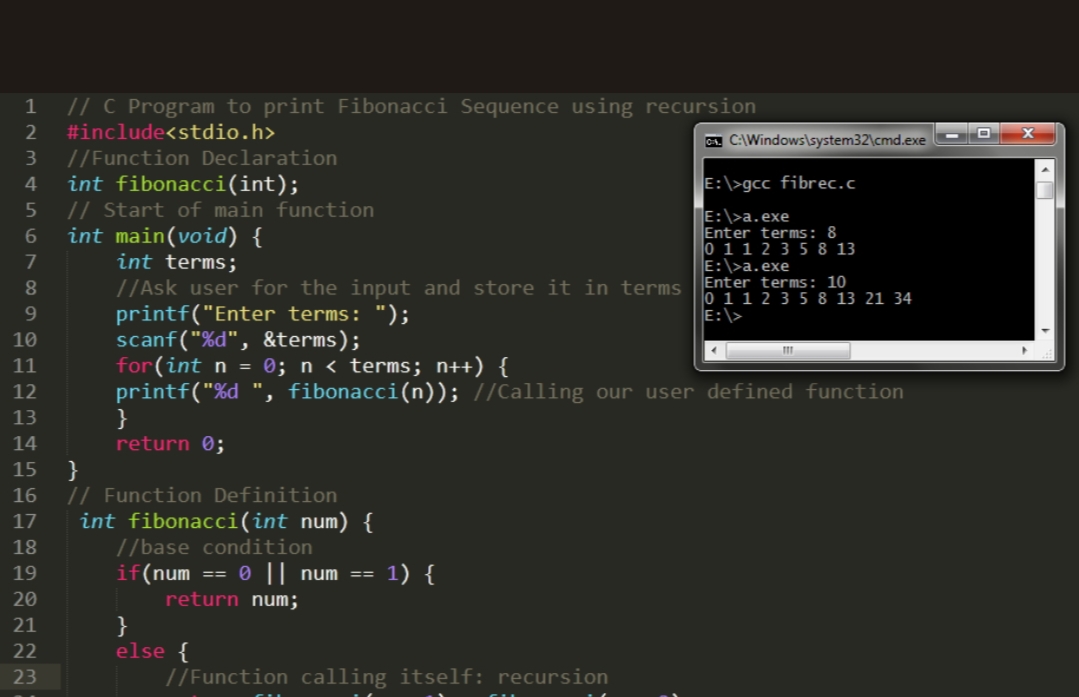 1 // C Program to print Fibonacci Sequence using recursion
2 #include<stdio.h>
3 //Function Declaration
4 int fibonacci(int);
5 // Start of main function
6 int main(void) {
7 int terms;
8 //Ask user for the input and store it in terms
9 printf("Enter terms: ");
10 scanf("%d", &terms);
11 for(int n = 0; n < terms; n++) {
12 printf("%d ", fibonacci(n)); //Calling our user defined function
13 }
14 return 0;
15 }
16 // Function Definition
17 int fibonacci(int num) {
18 //base condition
19 if(num == 0 || num == 1) {
20 return num;
21 }
22 else {
23 //Function calling itself: recursion
C:\Windows\system32\cmd.exe
E:\>gcc fibrec.c
E:\>a.exe
Enter terms: 8
0 1 1 2 3 5 8 13
E:\>a.exe
Enter terms: 10
0 1 1 2 3 5 8 13 21 34
E:\>